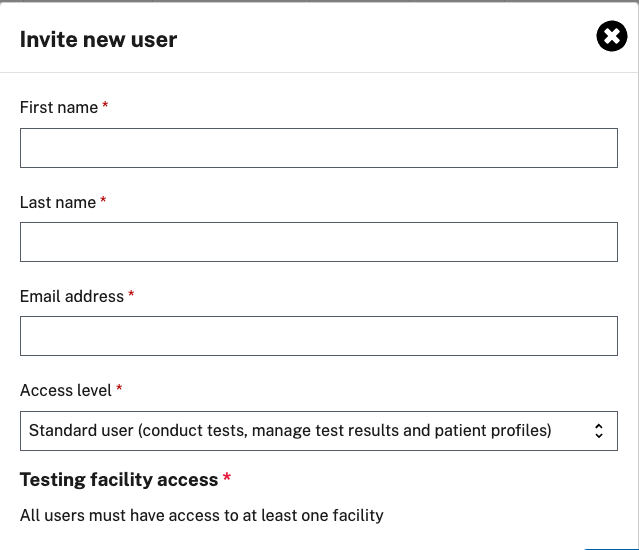 Invite new user
First name *
Last name *
Email address *
Access level *
Standard user (conduct tests, manage test results and patient profiles)
Testing facility access *
All users must have access to at least one facility